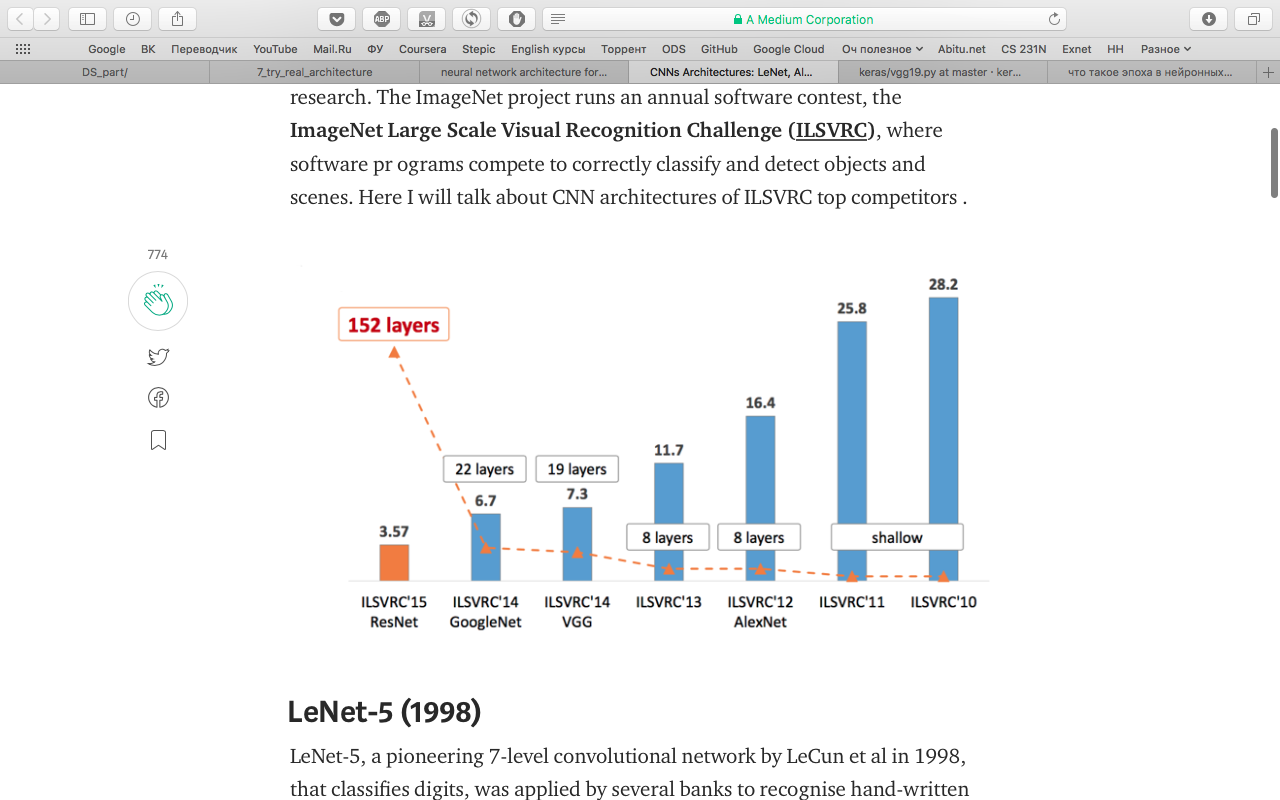 A Medium Corporation
Google ВК Переводчик YouTube Mail.Ru ФУ Coursera Stepic English курсы Торрент ODS GitHub Google Cloud Оч полезное Abitu.net CS 231N Exnet HH Разное
DS_part/ 7_try_real_architecture neural network architecture for... CNNs Architectures: LeNet, Al... keras/vgg19.py at master · ker... что такое эпоха в нейронных...
research. The ImageNet project runs an annual software contest, the
ImageNet Large Scale Visual Recognition Challenge (ILSVRC), where
software pr ograms compete to correctly classify and detect objects and
scenes. Here I will talk about CNN architectures of ILSVRC top competitors .
774
ABP
28.2
25.8
152 layers
16.4
11.7
22 layers 19 layers
6.7 7.3
3.57
8 layers 8 layers shallow
ILSVRC'15 ILSVRC'14 ILSVRC'14 ILSVRC'13 ILSVRC'12 ILSVRC'11 ILSVRC'10
ResNet GoogleNet VGG AlexNet
LeNet-5 (1998)
LeNet-5, a pioneering 7-level convolutional network by LeCun et al in 1998,
that classifies digits, was applied by several banks to recognise hand-written